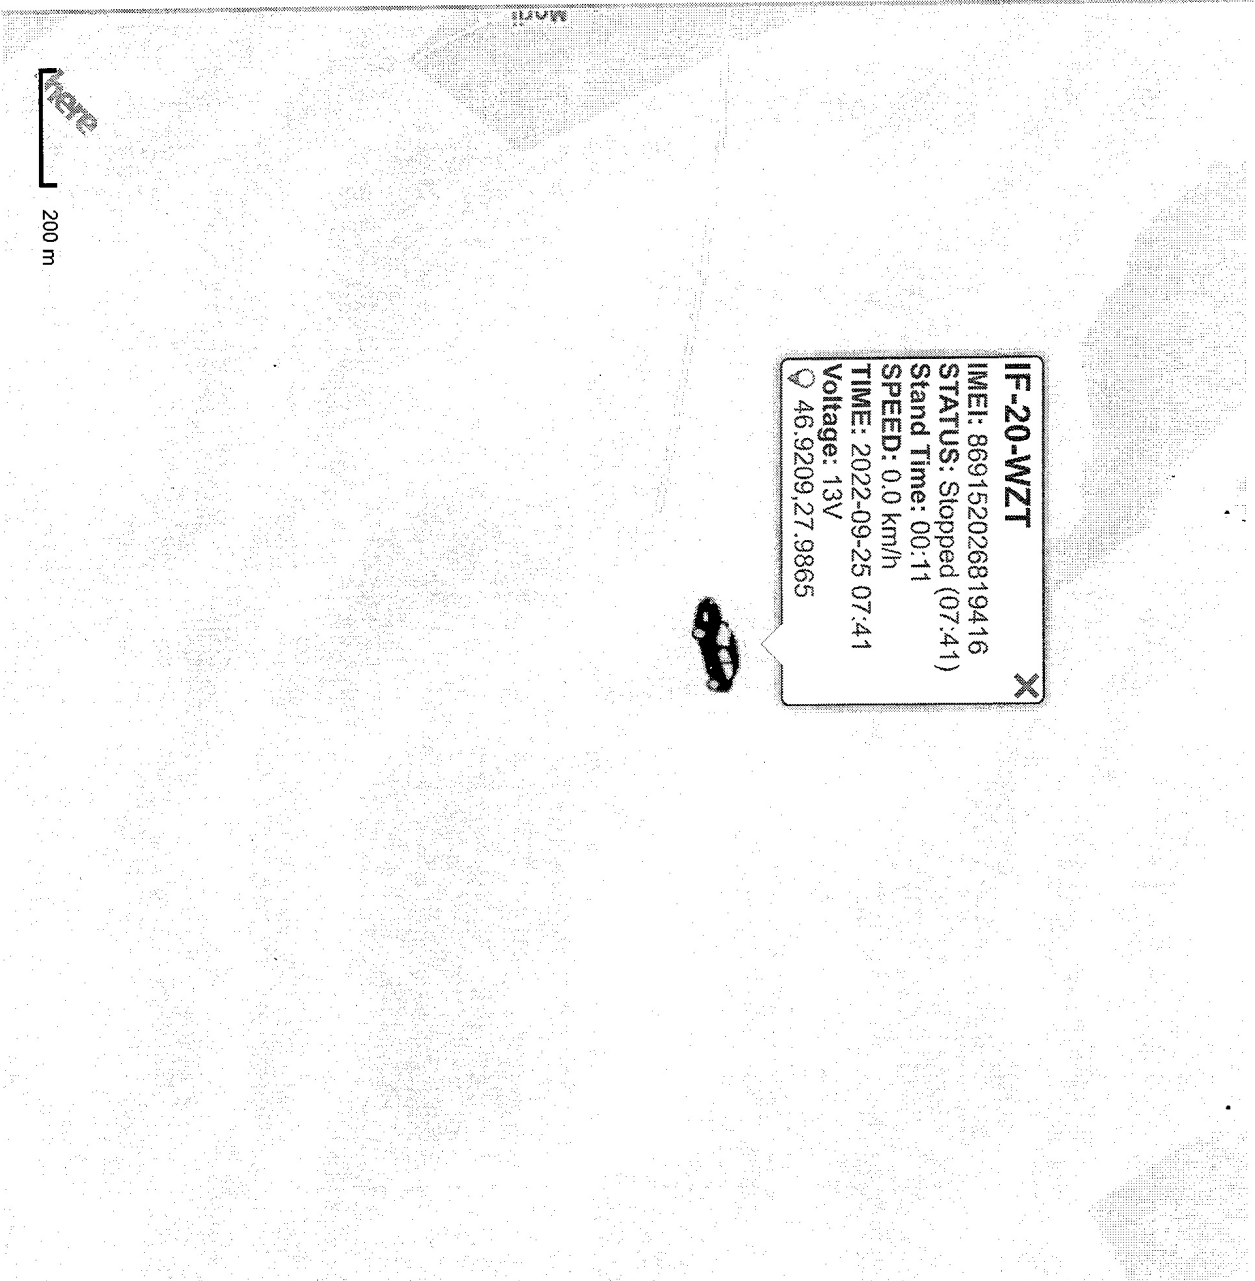 IF-20-WZT
IMEI: 869152026819416
STATUS: Stopped (07:41)
Stand Time: 00:11
SPEED: 0.0 km/h
TIME: 2022-09-25 07:41
Voltage: 13V
46.9209,27.9865
here
200 m